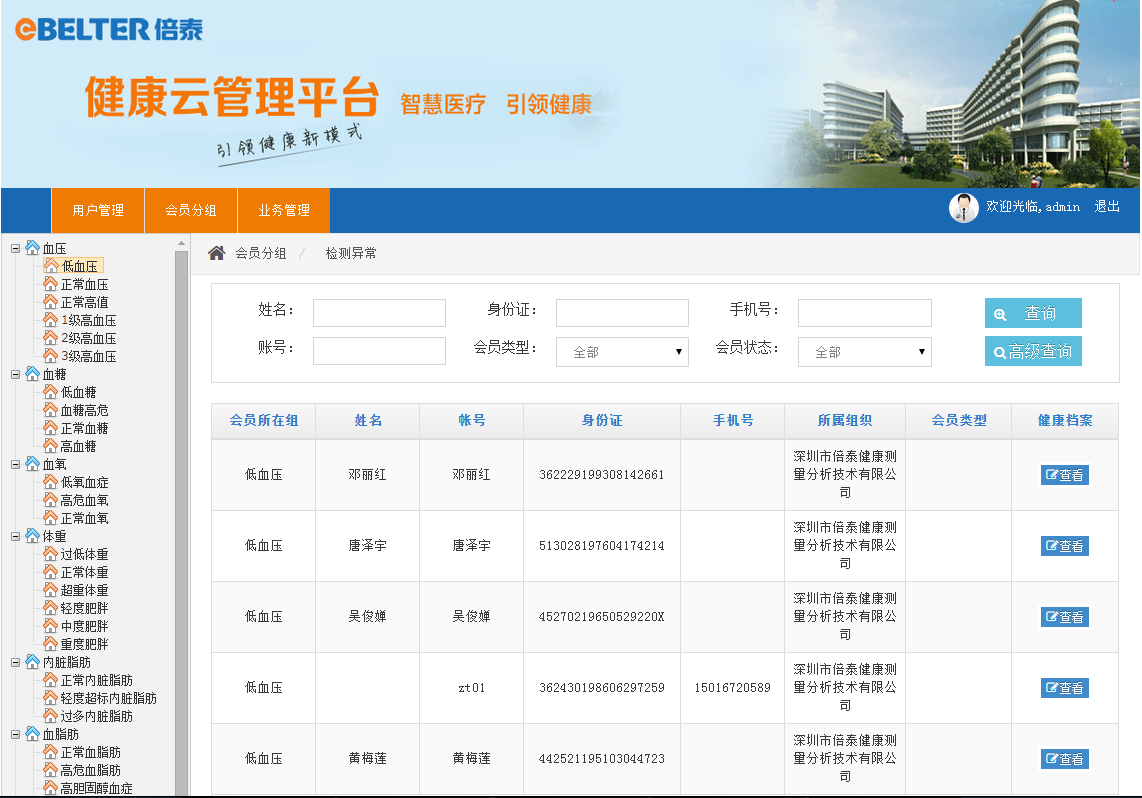 eBELTER 倍泰
健康云管理平台 智慧医疗 引领健康
引领健康新模式
用户管理 会员分组 业务管理 欢迎光临,admin 退出
血压
低血压
正常血压
正常高值
1级高血压
2级高血压
3级高血压
血糖
低血糖
血糖高危
正常血糖
高血糖
血氧
低氧血症
高危血氧
正常血氧
体重
过低体重
正常体重
超重体重
轻度肥胖
中度肥胖
重度肥胖
内脏脂肪
正常内脏脂肪
轻度超标内脏脂肪
过多内脏脂肪
血脂肪
正常血脂肪
高危血脂肪
高胆固醇血症
会员分组 / 检测异常
姓名: 身份证: 手机号: 查询
账号: 会员类型: 全部 会员状态: 全部 高级查询
会员所在组 姓名 帐号 身份证 手机号 所属组织 会员类型 健康档案
低血压 邓丽红 邓丽红 362229199308142661 深圳市倍泰健康测
量分析技术有限公
司
查看
低血压 唐泽宇 唐泽宇 513028197604174214 深圳市倍泰健康测
量分析技术有限公
司
查看
低血压 吴俊婵 吴俊婵 45270219650529220X 深圳市倍泰健康测
量分析技术有限公
司
查看
低血压 zt01 362430198606297259 15016720589 深圳市倍泰健康测
量分析技术有限公
司
查看
低血压 黄梅莲 黄梅莲 442521195103044723 深圳市倍泰健康测
量分析技术有限公
司
查看